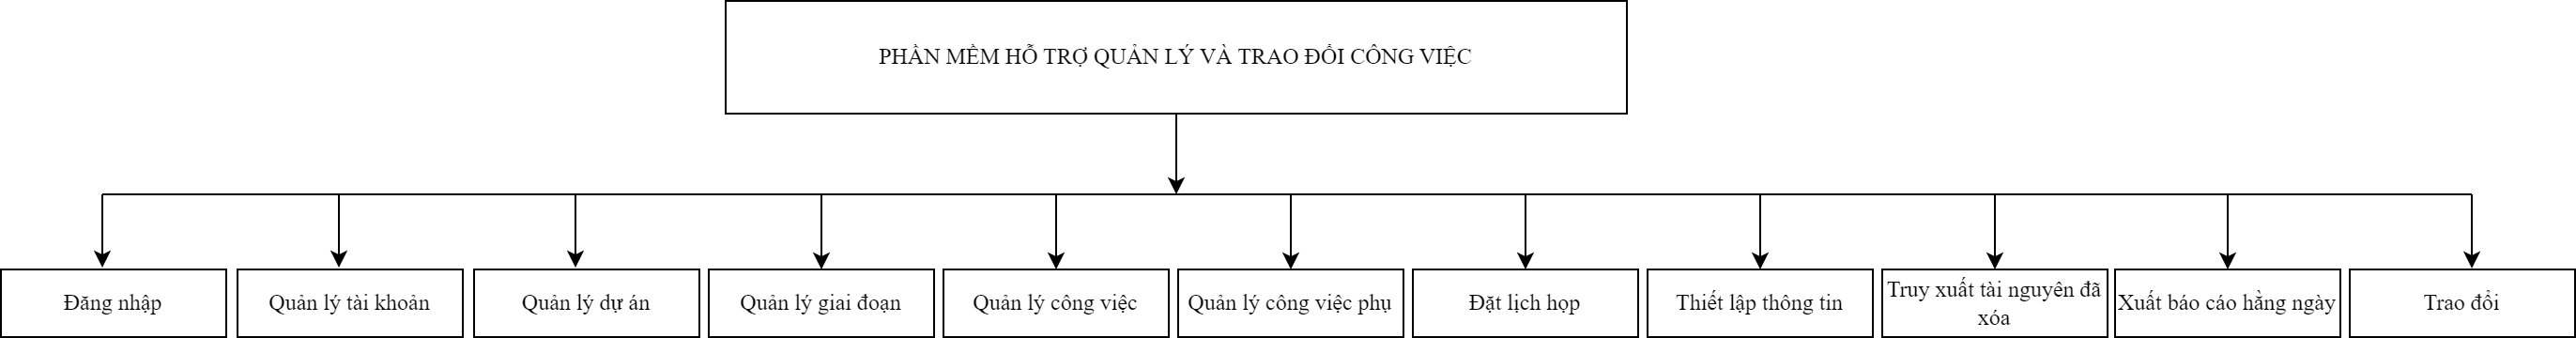 PHẦN MỀM HỖ TRỢ QUẢN LÝ VÀ TRAO ĐỔI CÔNG VIỆC
Đăng nhập
Quản lý tài khoản
Quản lý dự án
Quản lý giai đoạn
Quản lý công việc
Quản lý công việc phụ
Đặt lịch họp
Thiết lập thông tin
Truy xuất tài nguyên đã
xóa
Xuất báo cáo hằng ngày
Trao đổi